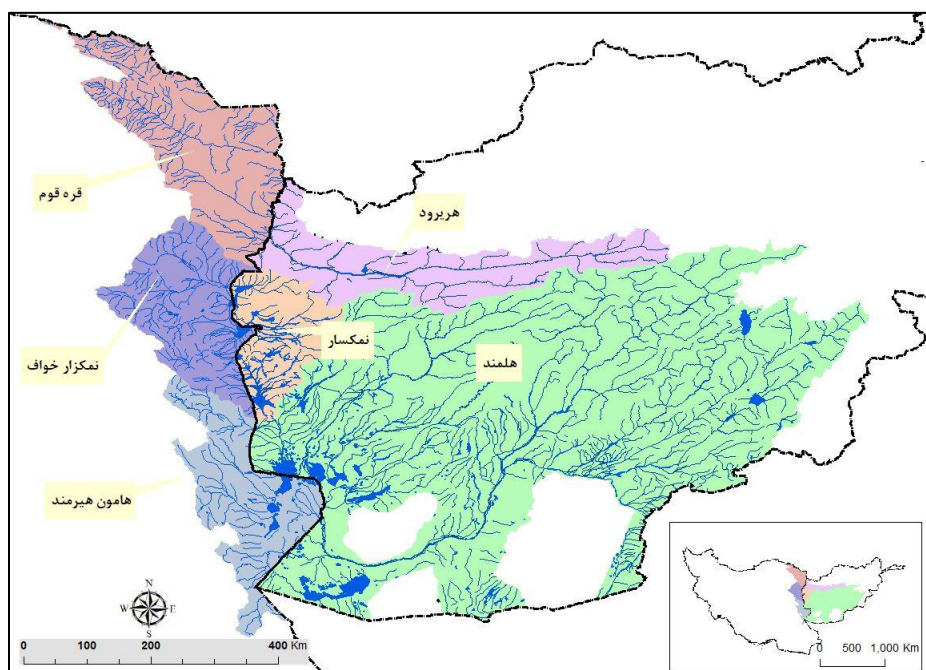 قره قوم
هریرود
نمکسار
نمکزار خواف
هلمند
هامون هیرمند
N
W E
S
0 100 200 400 Km
0 500 1,000 Km